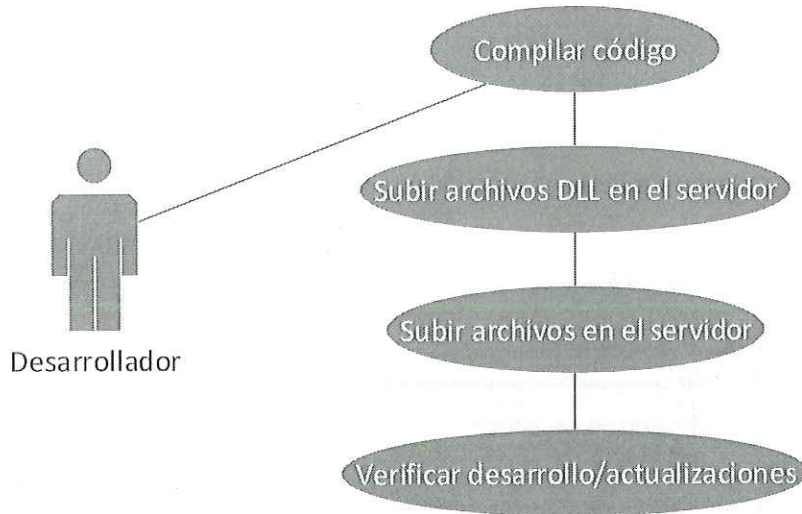 Compilar código
Subir archivos DLL en el servidor
Subir archivos en el servidor
Desarrollador
Verificar desarrollo/actualizaciones